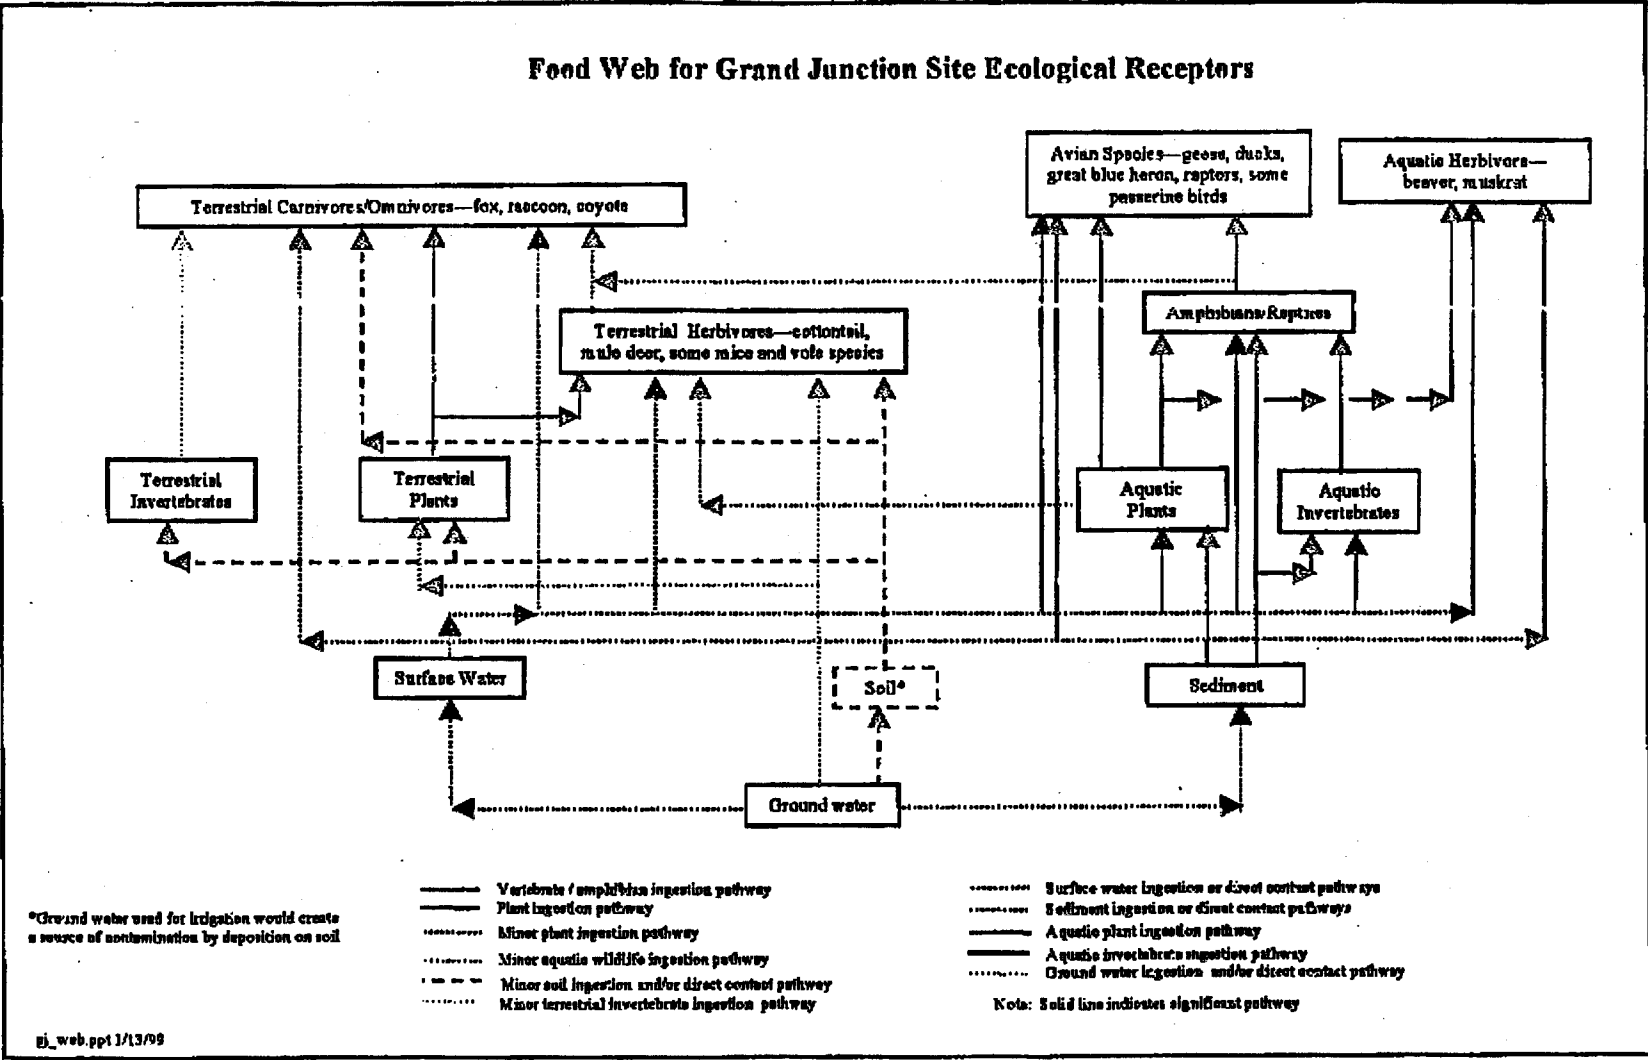 Food Web for Grand Junction Site Ecological Receptors
Avian Species—geese, ducks,
great blue heron, raptors, some
passerine birds
Aquatic Herbivore—
beaver, muskrat
Terrestrial Carnivores/Omnivores—fox, raccoon, coyote
Amphibians/Reptiles
Terrestrial Herbivores—cottontail,
mule deer, some mice and vole species
Terrestrial
Invertebrates
Terrestrial
Plants
Aquatic
Plants
Aquatic
Invertebrates
Surface Water
Soil*
Sediment
Ground water
*Ground water used for irrigation would create
a source of contamination by deposition on soil
Vertebrate / amphibian ingestion pathway
Plant ingestion pathway
Minor plant ingestion pathway
Minor aquatic wildlife ingestion pathway
Minor soil ingestion and/or direct contact pathway
Minor terrestrial invertebrate ingestion pathway
Surface water ingestion or direct contact pathways
Sediment ingestion or direct contact pathways
Aquatic plant ingestion pathway
Aquatic invertebrate ingestion pathway
Ground water ingestion and/or direct contact pathway
Note: Solid line indicates significant pathway
gj_web.ppt 1/13/99